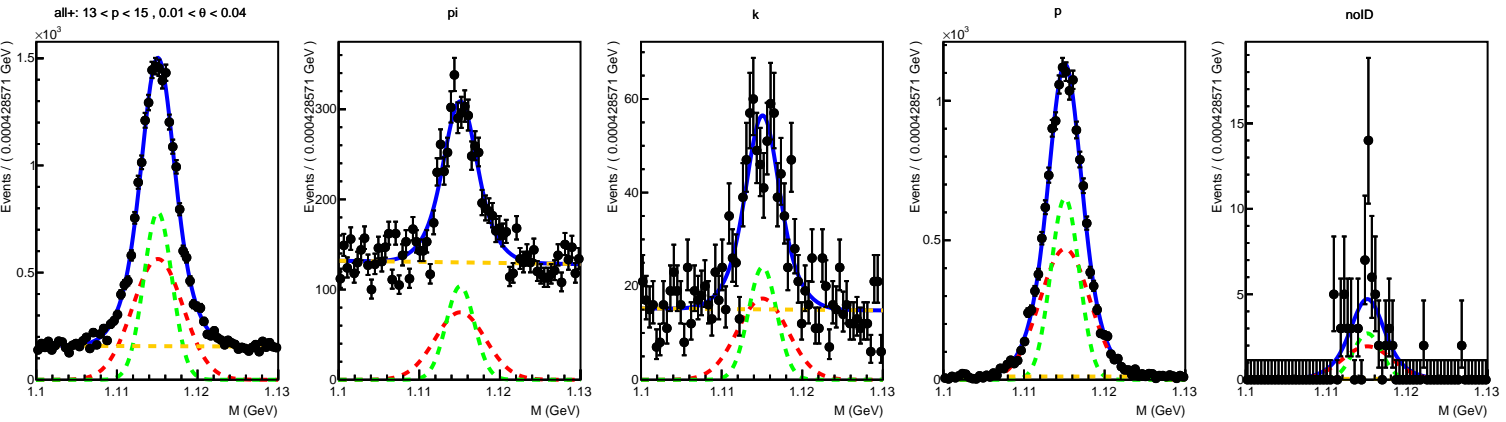 all+: 13 < p < 15 , 0.01 < θ < 0.04
×10³
Events / ( 0.000428571 GeV )
1.5
1
0.5
0
1.1 1.11 1.12 1.13
M (GeV)
pi
Events / ( 0.000428571 GeV )
300
200
100
0
1.1 1.11 1.12 1.13
M (GeV)
k
Events / ( 0.000428571 GeV )
60
40
20
0
1.1 1.11 1.12 1.13
M (GeV)
p
×10³
Events / ( 0.000428571 GeV )
1
0.5
0
1.1 1.11 1.12 1.13
M (GeV)
noID
Events / ( 0.000428571 GeV )
15
10
5
0
1.1 1.11 1.12 1.13
M (GeV)